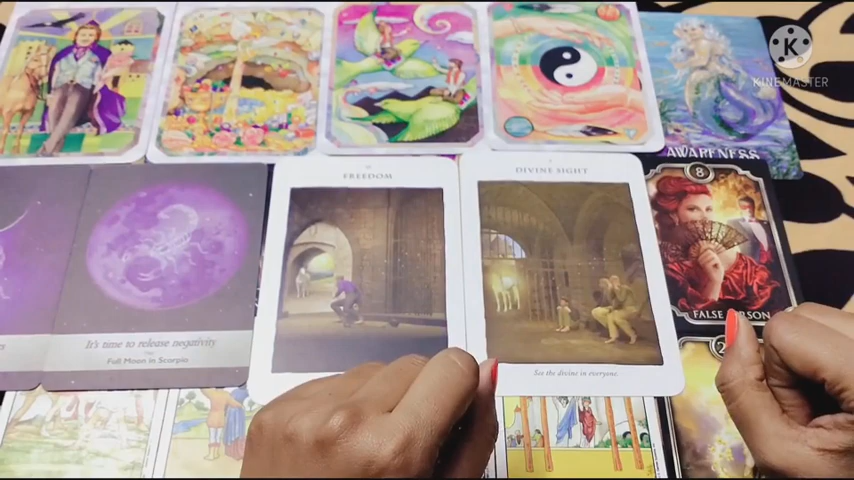 KINEMASTER
AWARENESS
FREEDOM
DIVINE SIGHT
8
It's time to release negativity
Full Moon in Scorpio
See the divine in everyone.
FALSE PERSON